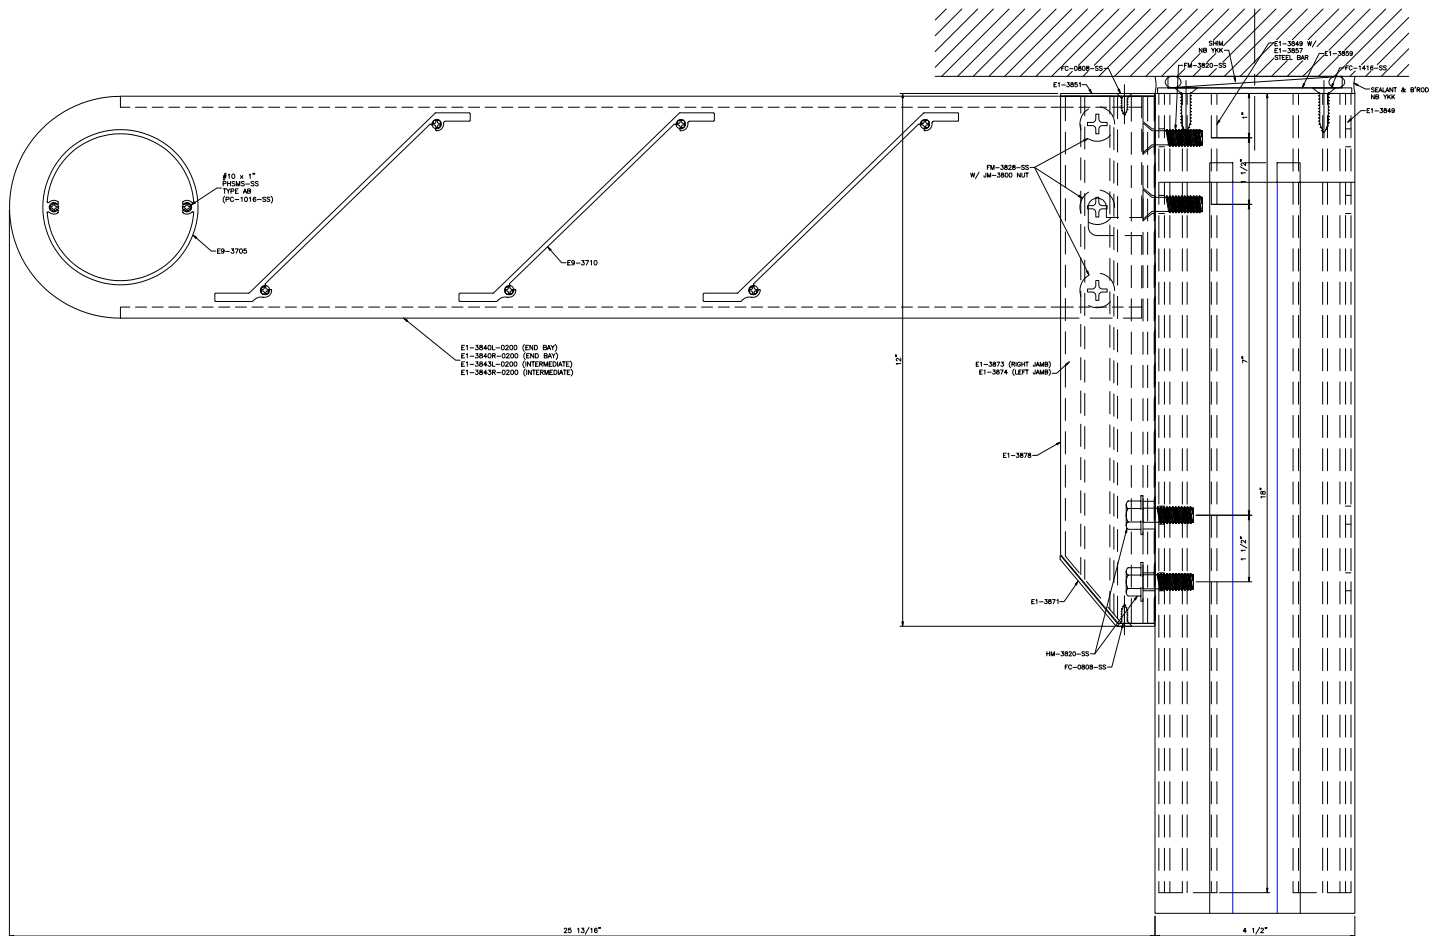 SHIM
NB YKK
E1-3849 W/
E1-3857
STEEL BAR
E1-3859
FM-3820-SS
FC-1416-SS
FC-0808-SS
E1-3851
SEALANT & B'ROD
NB YKK
E1-3849
1"
#10 x 1"
PHSMS-SS
TYPE AB
(PC-1016-SS)
FM-3828-SS
W/ JM-3800 NUT
1 1/2"
E9-3705
E9-3710
E1-3840L-0200 (END BAY)
E1-3840R-0200 (END BAY)
E1-3843L-0200 (INTERMEDIATE)
E1-3843R-0200 (INTERMEDIATE)
12"
E1-3873 (RIGHT JAMB)
E1-3874 (LEFT JAMB)
7"
E1-3878
18"
1 1/2"
E1-3871
HM-3820-SS
FC-0808-SS
25 13/16"
4 1/2"